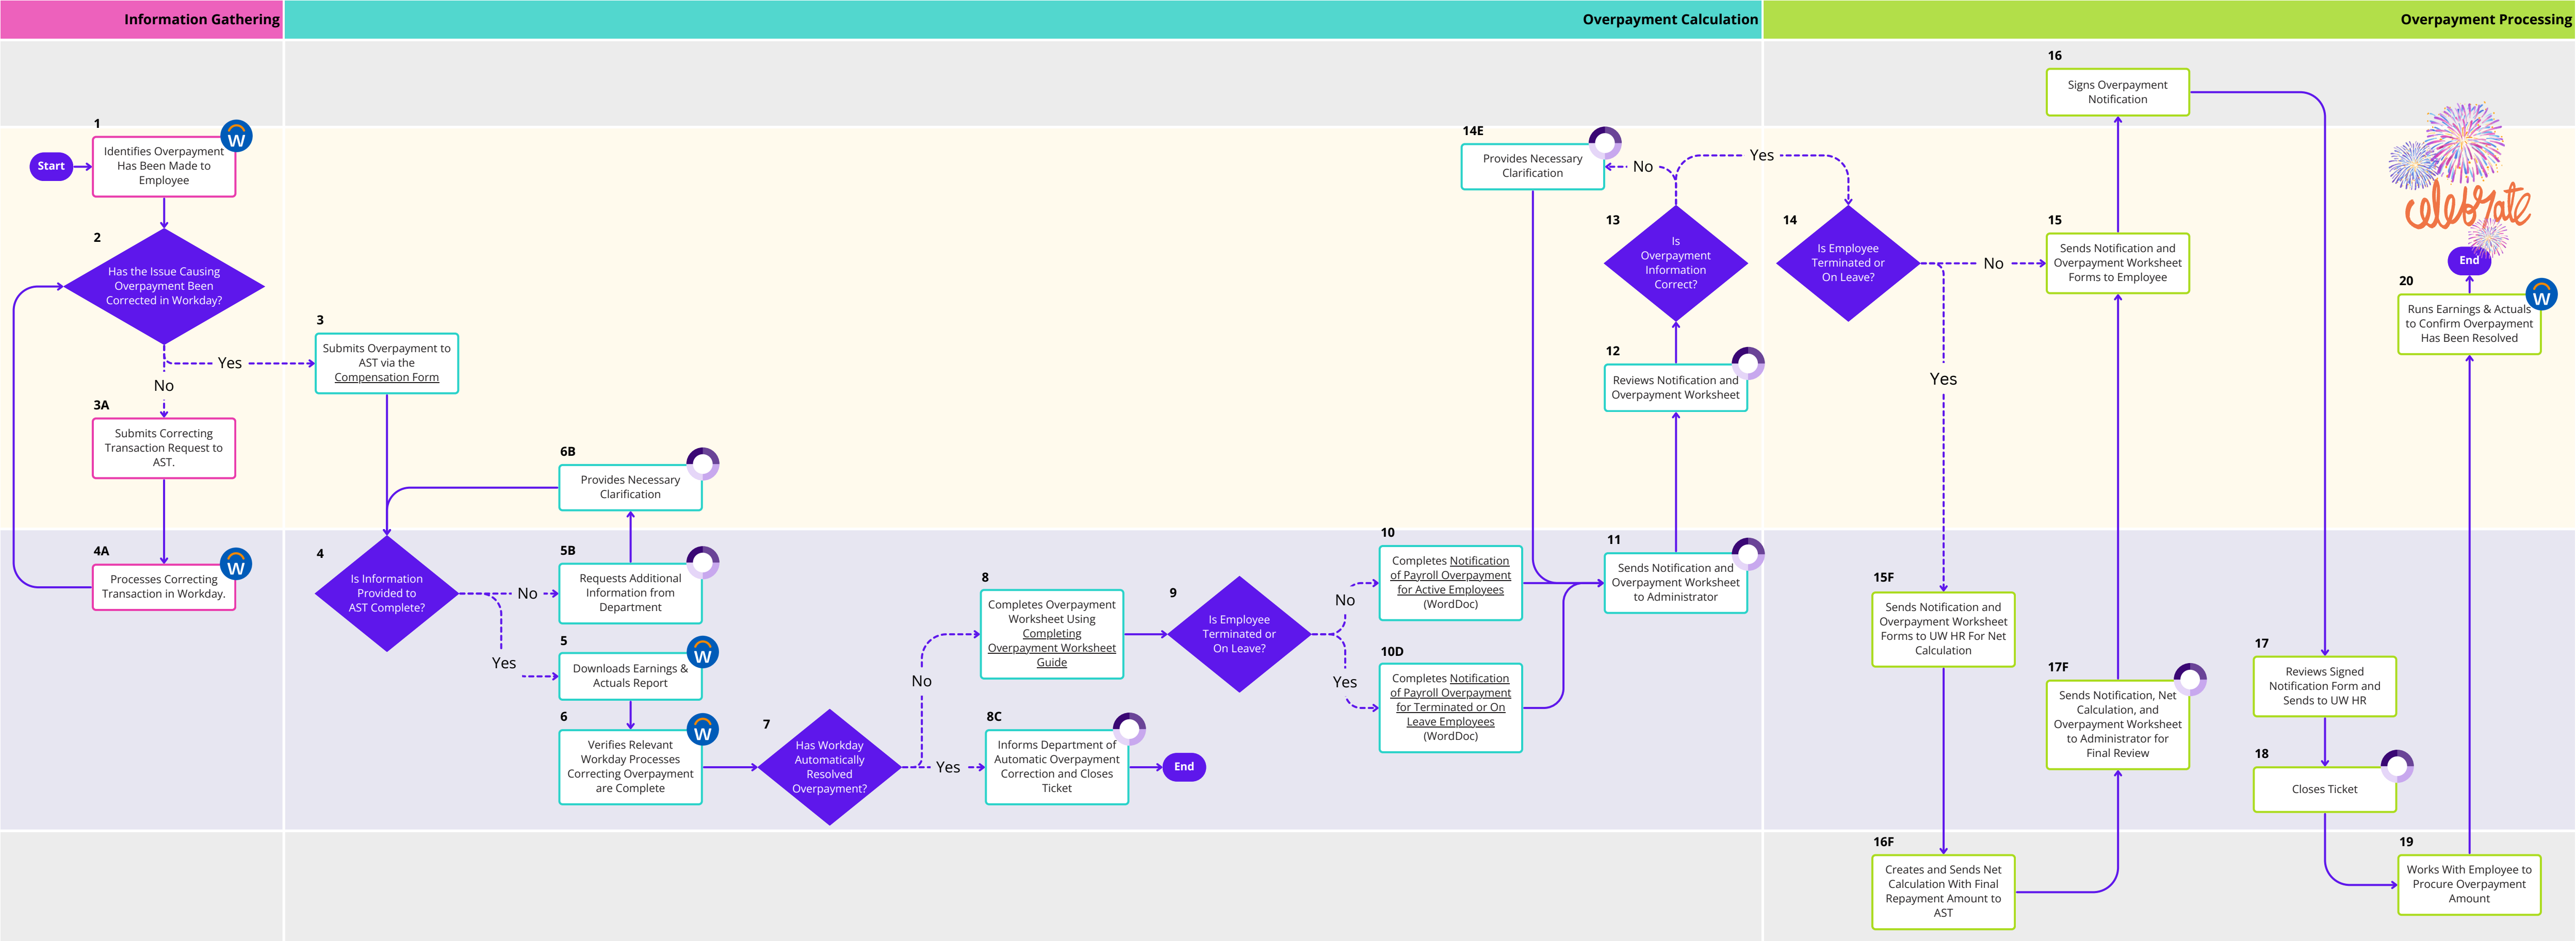 Information Gathering
Overpayment Calculation
Overpayment Processing
1
W
Start
Identifies Overpayment
Has Been Made to
Employee
2
Has the Issue Causing
Overpayment Been
Corrected in Workday?
Yes
No
3A
Submits Correcting
Transaction Request to
AST.
4A
W
Processes Correcting
Transaction in Workday.
3
Submits Overpayment to
AST via the
Compensation Form
4
Is Information
Provided to
AST Complete?
No
Yes
6B
Provides Necessary
Clarification
5B
Requests Additional
Information from
Department
5
W
Downloads Earnings &
Actuals Report
6
W
Verifies Relevant
Workday Processes
Correcting Overpayment
are Complete
7
Has Workday
Automatically
Resolved
Overpayment?
No
Yes
8
Completes Overpayment
Worksheet Using
Completing
Overpayment Worksheet
Guide
8C
Informs Department of
Automatic Overpayment
Correction and Closes
Ticket
End
9
Is Employee
Terminated or
On Leave?
No
Yes
10
Completes Notification
of Payroll Overpayment
for Active Employees
(WordDoc)
10D
Completes Notification
of Payroll Overpayment
for Terminated or On
Leave Employees
(WordDoc)
11
Sends Notification and
Overpayment Worksheet
to Administrator
12
Reviews Notification and
Overpayment Worksheet
13
Is
Overpayment
Information
Correct?
No
Yes
14E
Provides Necessary
Clarification
14
Is Employee
Terminated or
On Leave?
No
Yes
15
Sends Notification and
Overpayment Worksheet
Forms to Employee
16
Signs Overpayment
Notification
15F
Sends Notification and
Overpayment Worksheet
Forms to UW HR For Net
Calculation
16F
Creates and Sends Net
Calculation With Final
Repayment Amount to
AST
17F
Sends Notification, Net
Calculation, and
Overpayment Worksheet
to Administrator for
Final Review
17
Reviews Signed
Notification Form and
Sends to UW HR
18
Closes Ticket
19
Works With Employee to
Procure Overpayment
Amount
20
W
Runs Earnings & Actuals
to Confirm Overpayment
Has Been Resolved
End
celebrate